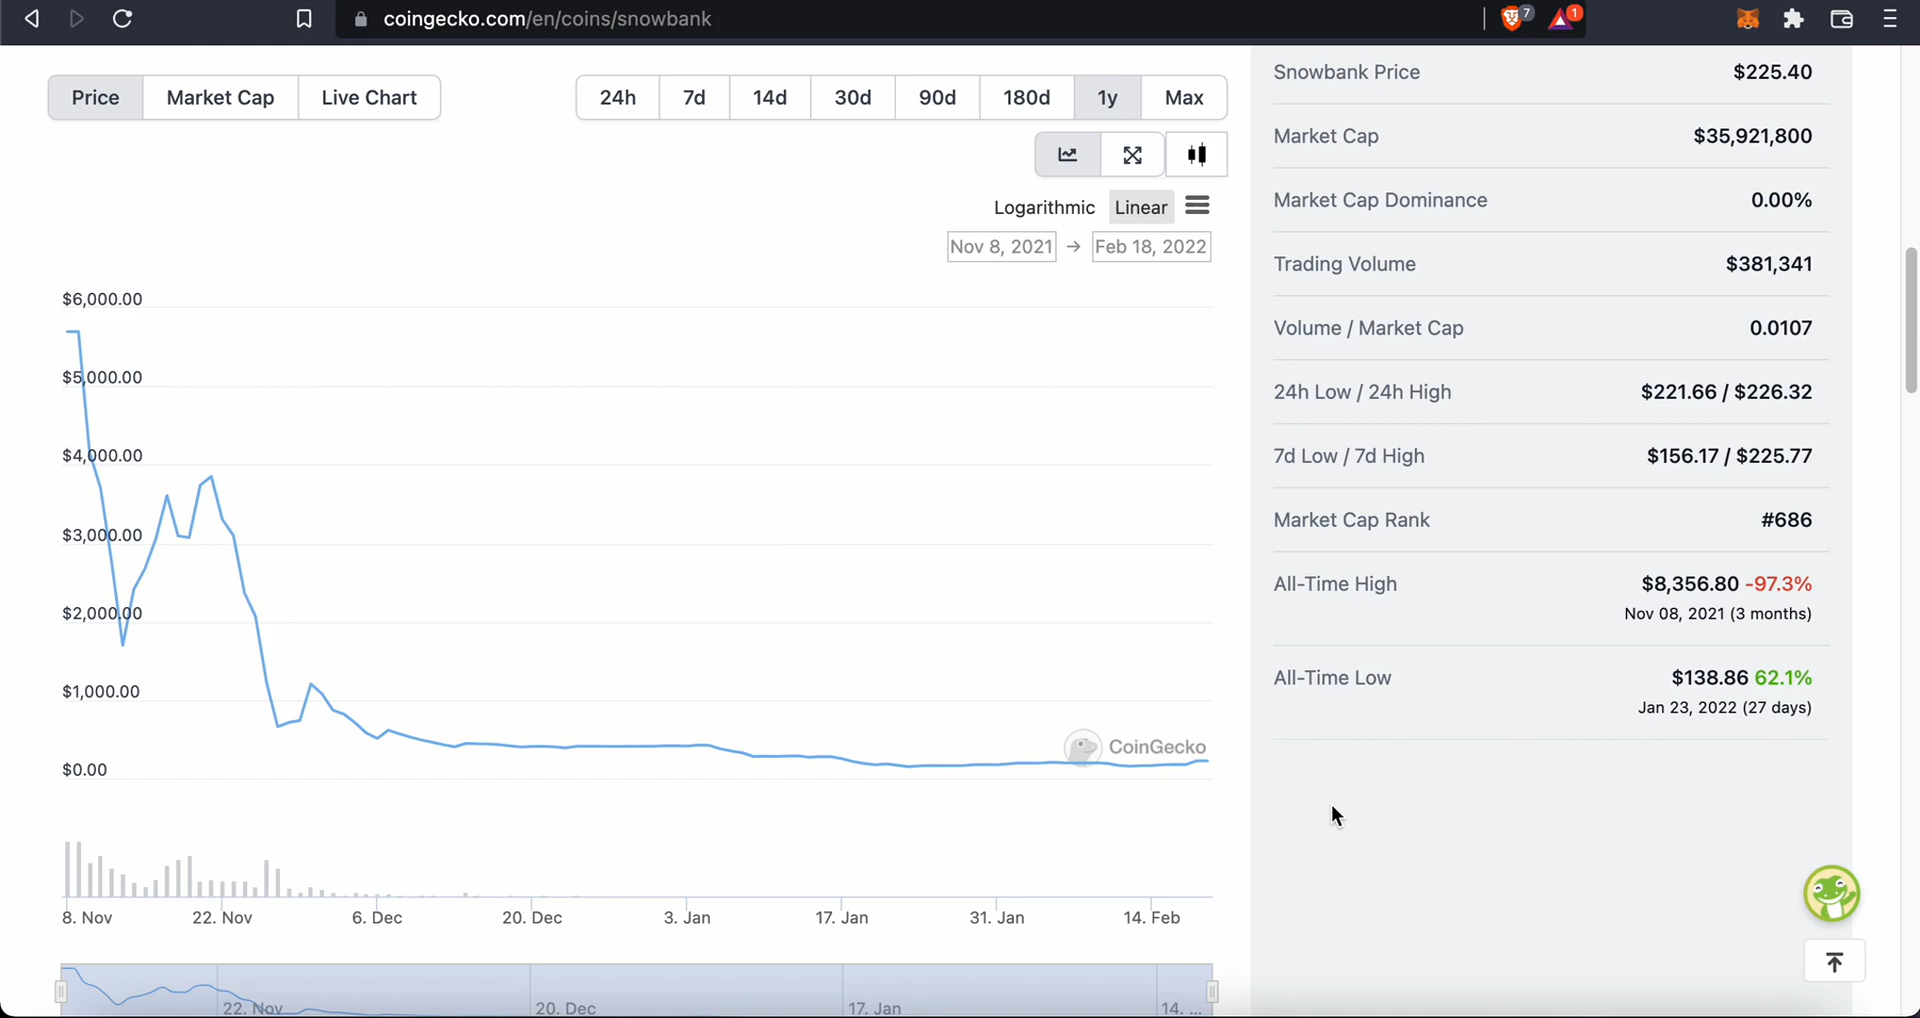 coingecko.com/en/coins/snowbank
7
1
Price
Market Cap
Live Chart
24h
7d
14d
30d
90d
180d
1y
Max
Logarithmic
Linear
Nov 8, 2021 → Feb 18, 2022
$6,000.00
$5,000.00
$4,000.00
$3,000.00
$2,000.00
$1,000.00
$0.00
CoinGecko
8. Nov
22. Nov
6. Dec
20. Dec
3. Jan
17. Jan
31. Jan
14. Feb
22. Nov
20. Dec
17. Jan
14. ...
Snowbank Price $225.40
Market Cap $35,921,800
Market Cap Dominance 0.00%
Trading Volume $381,341
Volume / Market Cap 0.0107
24h Low / 24h High $221.66 / $226.32
7d Low / 7d High $156.17 / $225.77
Market Cap Rank #686
All-Time High $8,356.80 -97.3%
Nov 08, 2021 (3 months)
All-Time Low $138.86 62.1%
Jan 23, 2022 (27 days)